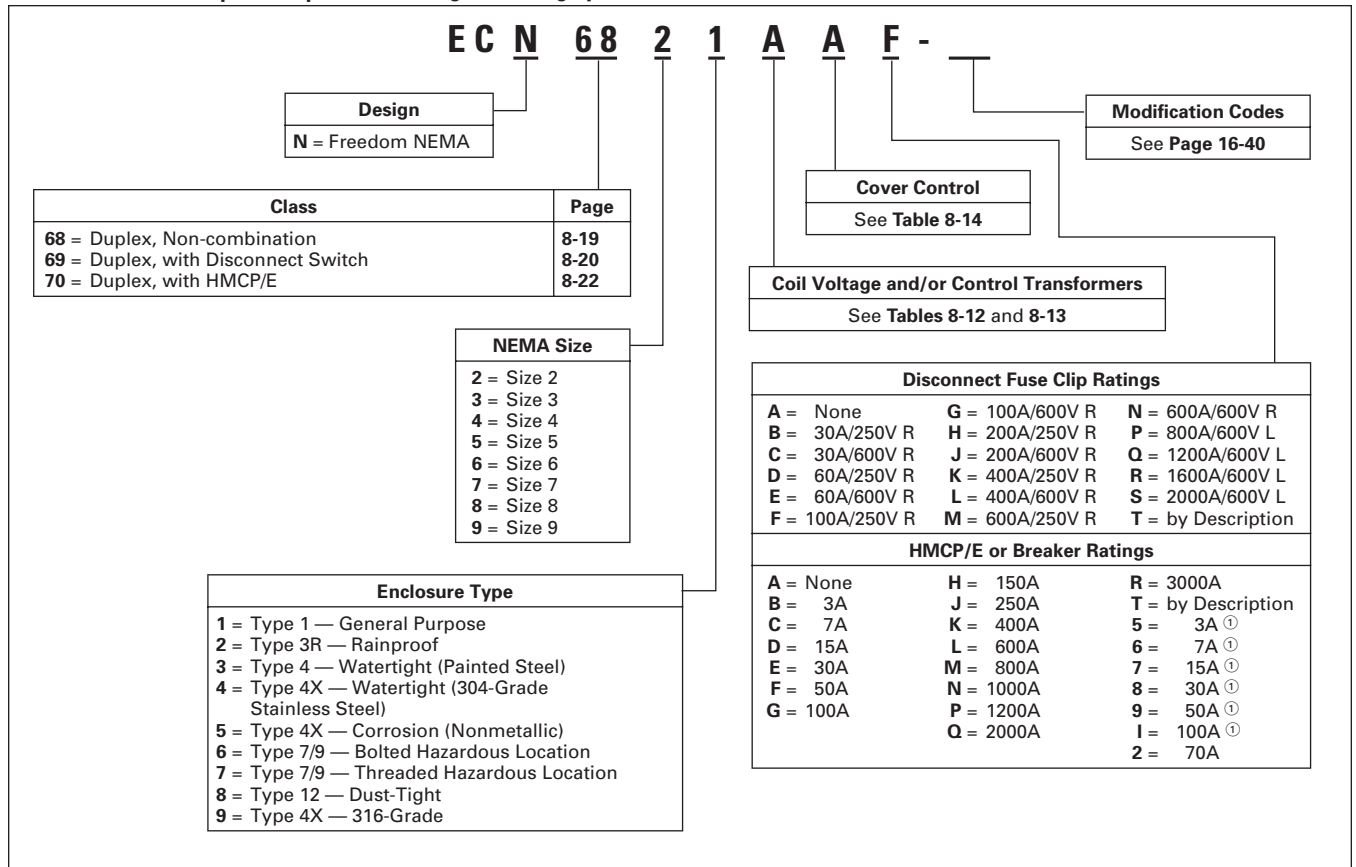 E C N 68 2 1 A A F -
Design
N = Freedom NEMA
Modification Codes
See Page 16-40
Class Page
68 = Duplex, Non-combination 8-19
69 = Duplex, with Disconnect Switch 8-20
70 = Duplex, with HMCP/E 8-22
Cover Control
See Table 8-14
Coil Voltage and/or Control Transformers
See Tables 8-12 and 8-13
NEMA Size
2 = Size 2
3 = Size 3
4 = Size 4
5 = Size 5
6 = Size 6
7 = Size 7
8 = Size 8
9 = Size 9
Disconnect Fuse Clip Ratings
A = None G = 100A/600V R N = 600A/600V R
B = 30A/250V R H = 200A/250V R P = 800A/600V L
C = 30A/600V R J = 200A/600V R Q = 1200A/600V L
D = 60A/250V R K = 400A/250V R R = 1600A/600V L
E = 60A/600V R L = 400A/600V R S = 2000A/600V L
F = 100A/250V R M = 600A/250V R T = by Description
HMCP/E or Breaker Ratings
A = None H = 150A R = 3000A
B = 3A J = 250A T = by Description
C = 7A K = 400A 5 = 3A ①
D = 15A L = 600A 6 = 7A ①
E = 30A M = 800A 7 = 15A ①
F = 50A N = 1000A 8 = 30A ①
G = 100A P = 1200A 9 = 50A ①
Q = 2000A I = 100A ①
2 = 70A
Enclosure Type
1 = Type 1 — General Purpose
2 = Type 3R — Rainproof
3 = Type 4 — Watertight (Painted Steel)
4 = Type 4X — Watertight (304-Grade
Stainless Steel)
5 = Type 4X — Corrosion (Nonmetallic)
6 = Type 7/9 — Bolted Hazardous Location
7 = Type 7/9 — Threaded Hazardous Location
8 = Type 12 — Dust-Tight
9 = Type 4X — 316-Grade